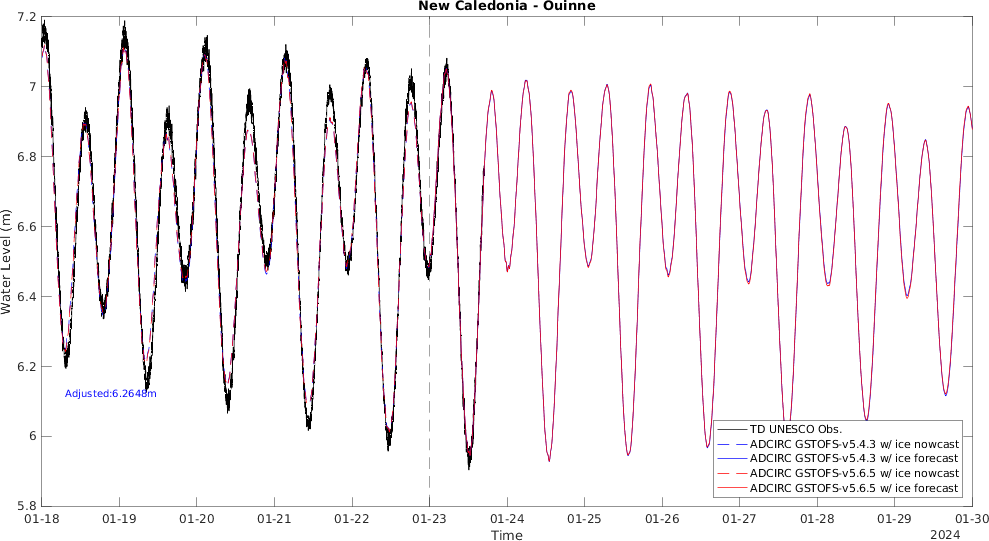 New Caledonia - Ouinne
7.2
7
6.8
6.6
6.4
6.2
6
5.8
Water Level (m)
Adjusted:6.2648m
TD UNESCO Obs.
ADCIRC GSTOFS-v5.4.3 w/ ice nowcast
ADCIRC GSTOFS-v5.4.3 w/ ice forecast
ADCIRC GSTOFS-v5.6.5 w/ ice nowcast
ADCIRC GSTOFS-v5.6.5 w/ ice forecast
01-18 01-19 01-20 01-21 01-22 01-23 01-24 01-25 01-26 01-27 01-28 01-29 01-30
Time
2024